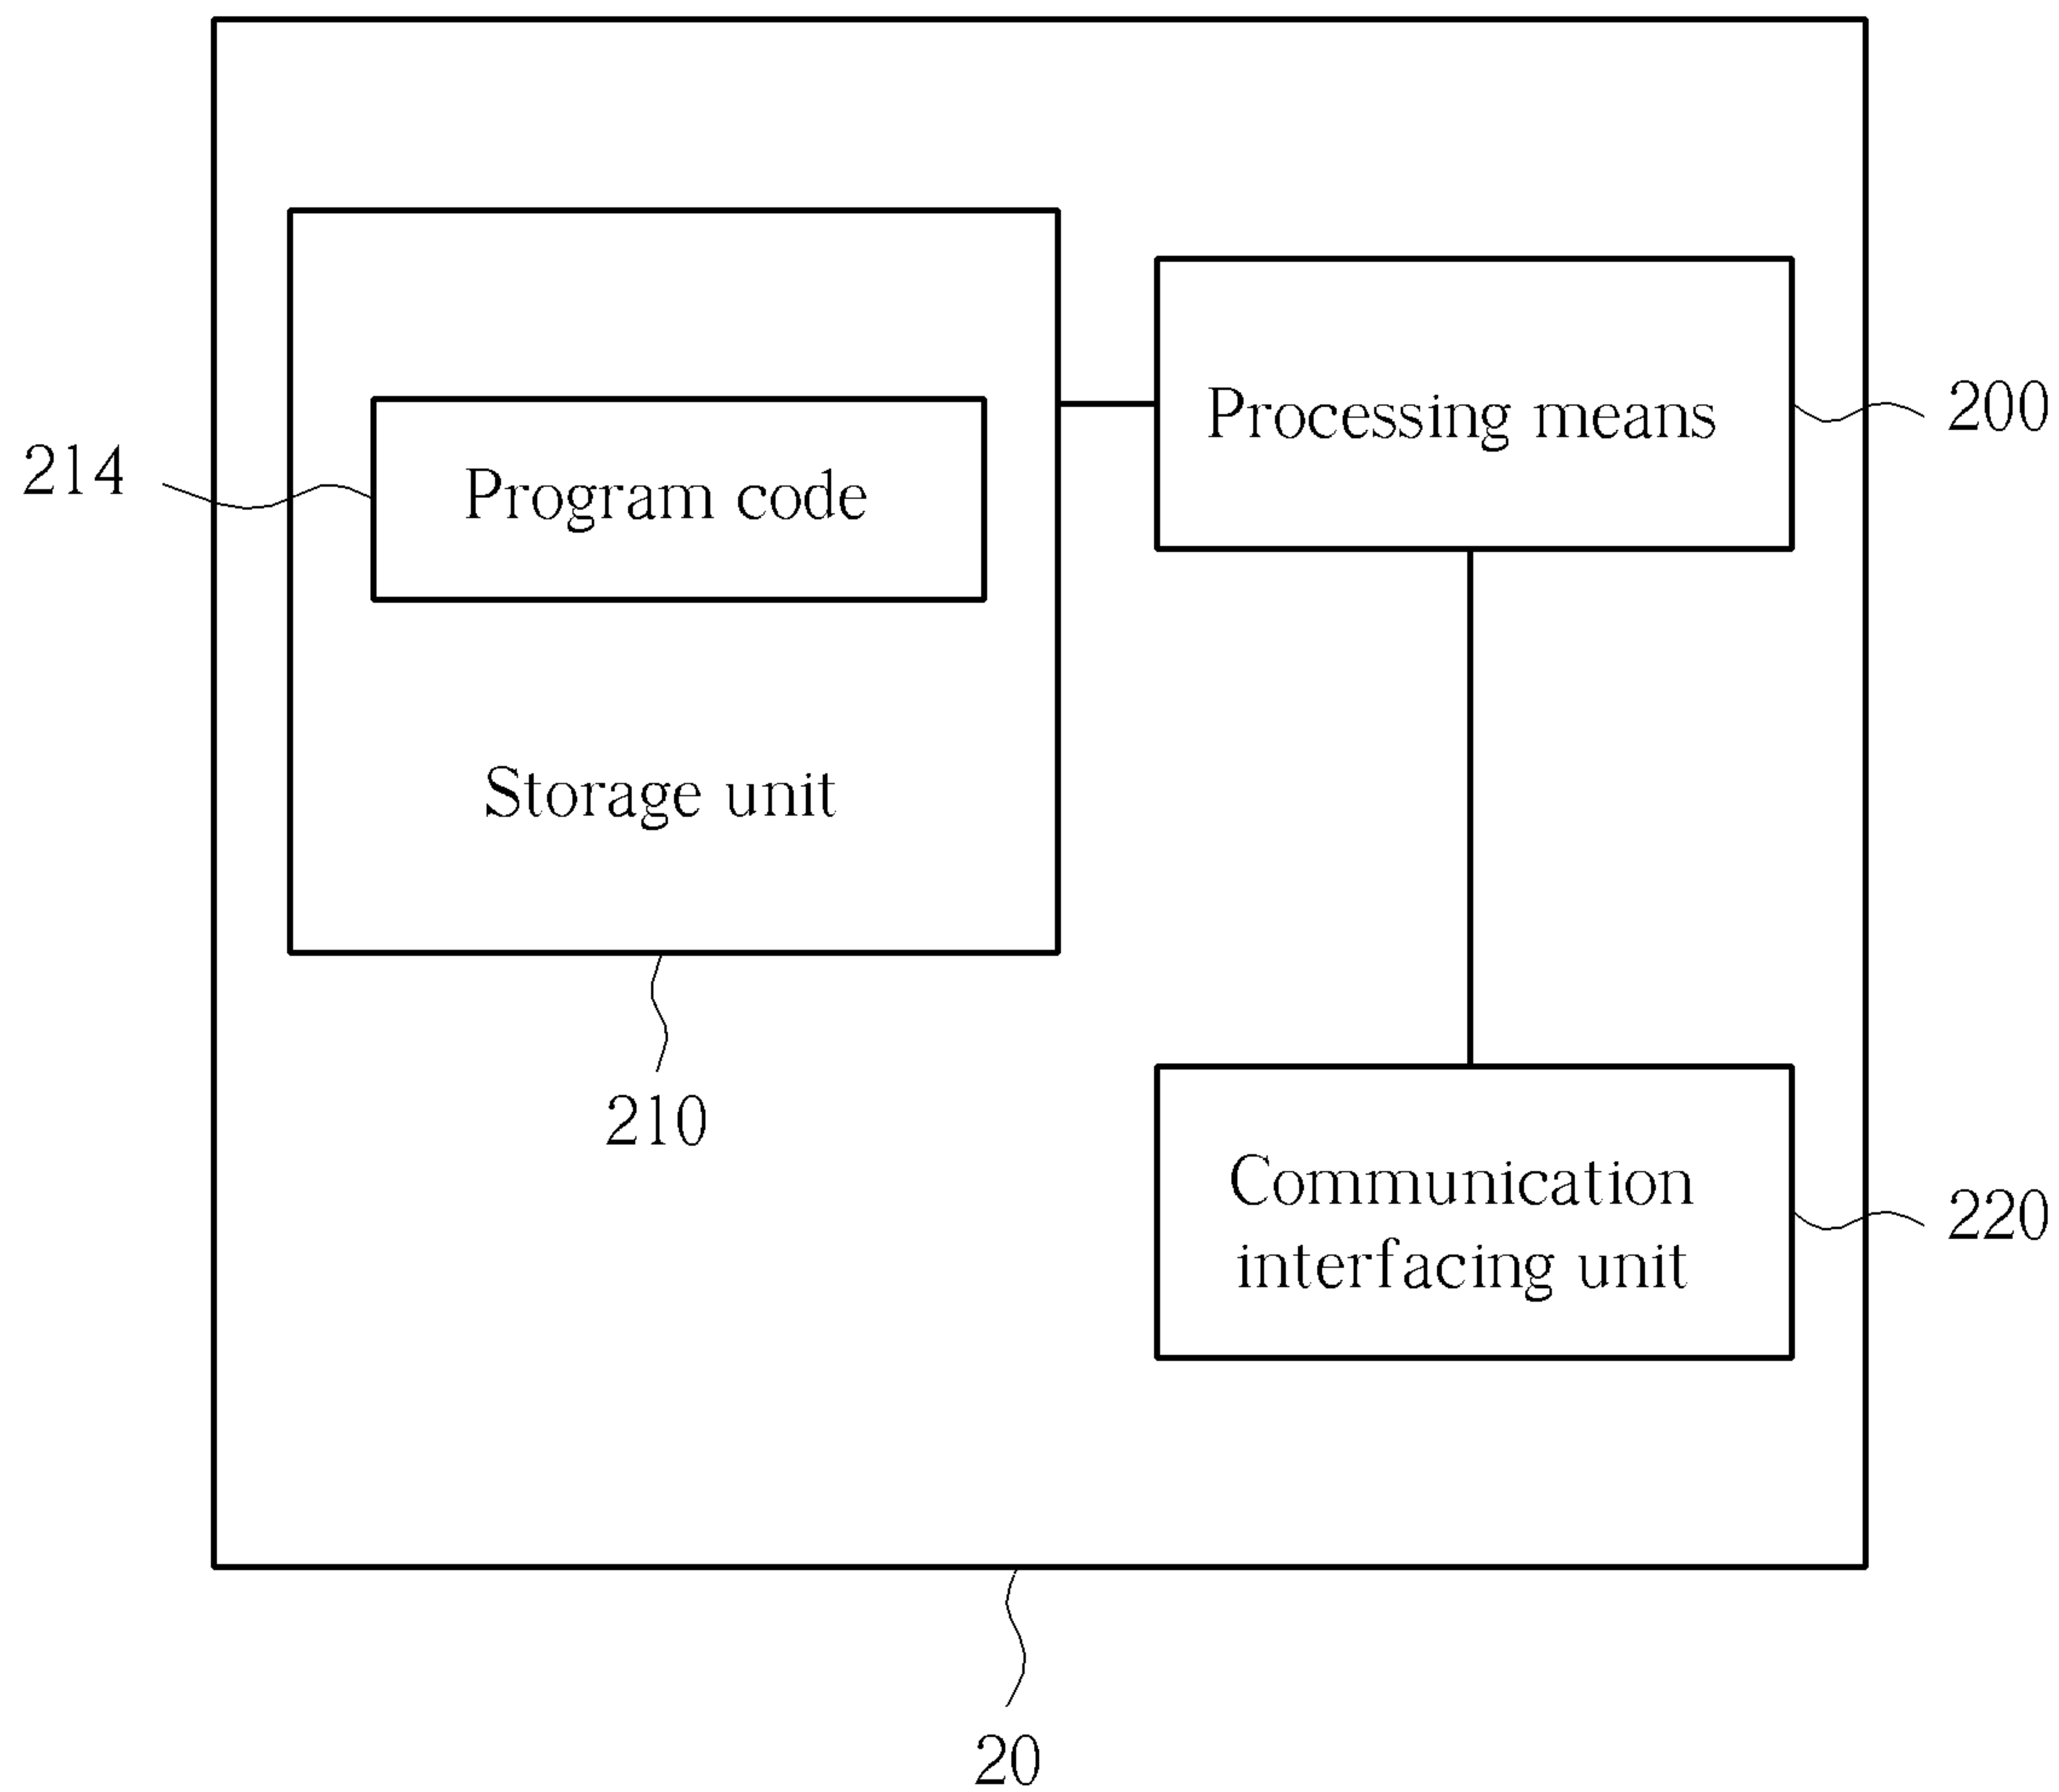 Processing means
200
214
Program code
Storage unit
210
Communication
interfacing unit
220
20